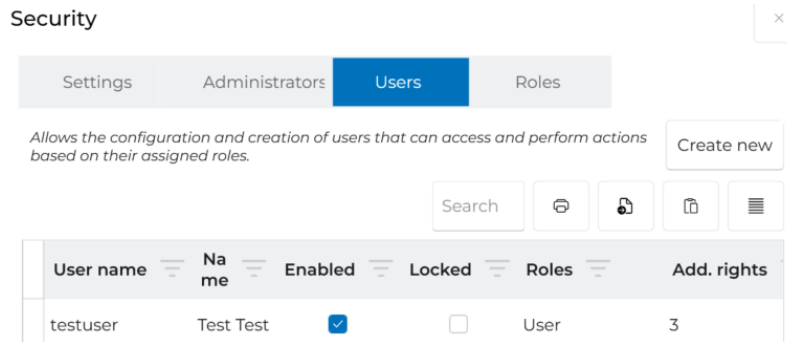 Security
Settings Administrators Users Roles
Allows the configuration and creation of users that can access and perform actions
based on their assigned roles.
Create new
Search
User name Na
me Enabled Locked Roles Add. rights
testuser Test Test User 3